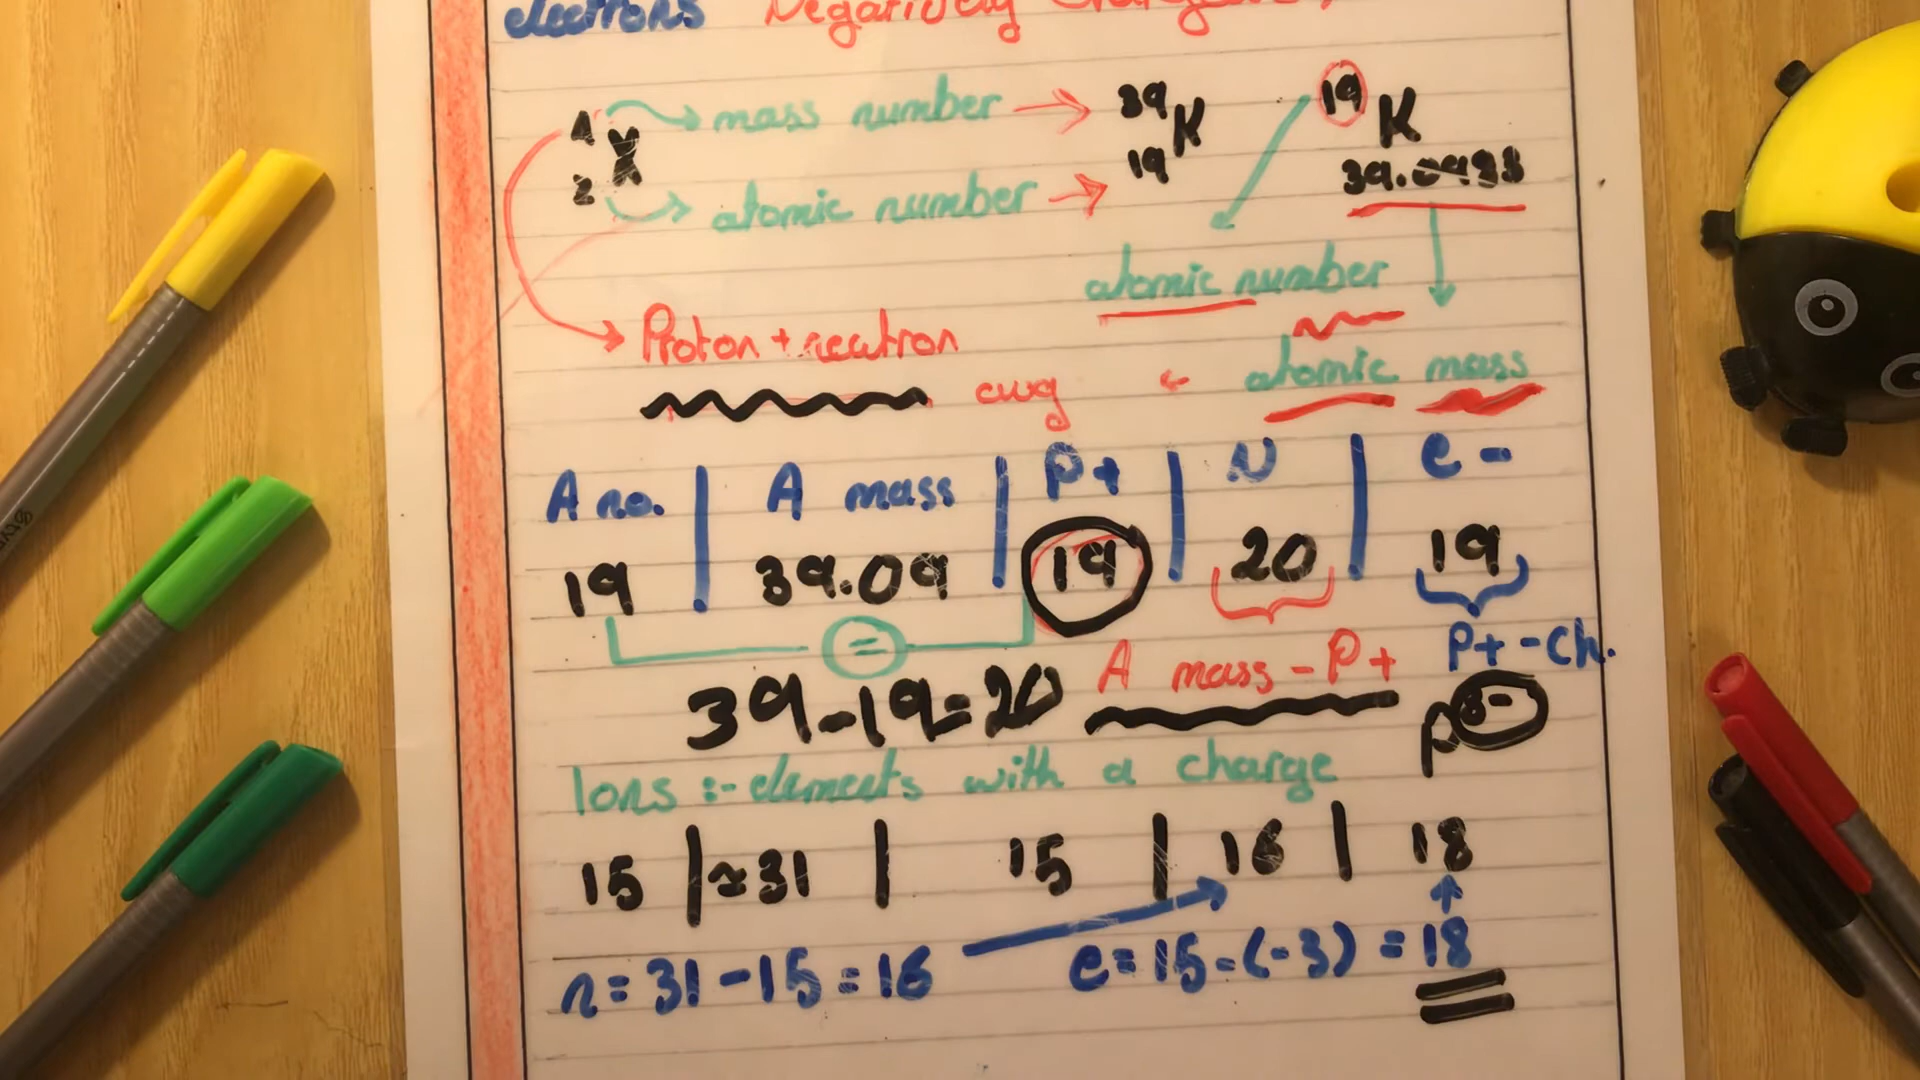 electrons Negatively
A X → mass number → 39 K 19 K
Z → atomic number → 19 39.0983
atomic number
Proton + neutron
avg ← atomic mass
A no. | A mass | P+ | N | e-
19 | 39.09 | 19 | 20 | 19
=
39-19=20 A mass - P+ P+ - Ch.
P 3-
Ions :- elements with a charge
15 | ≈31 | 15 | 16 | 18
n = 31 - 15 = 16 → e = 15 - (-3) = 18